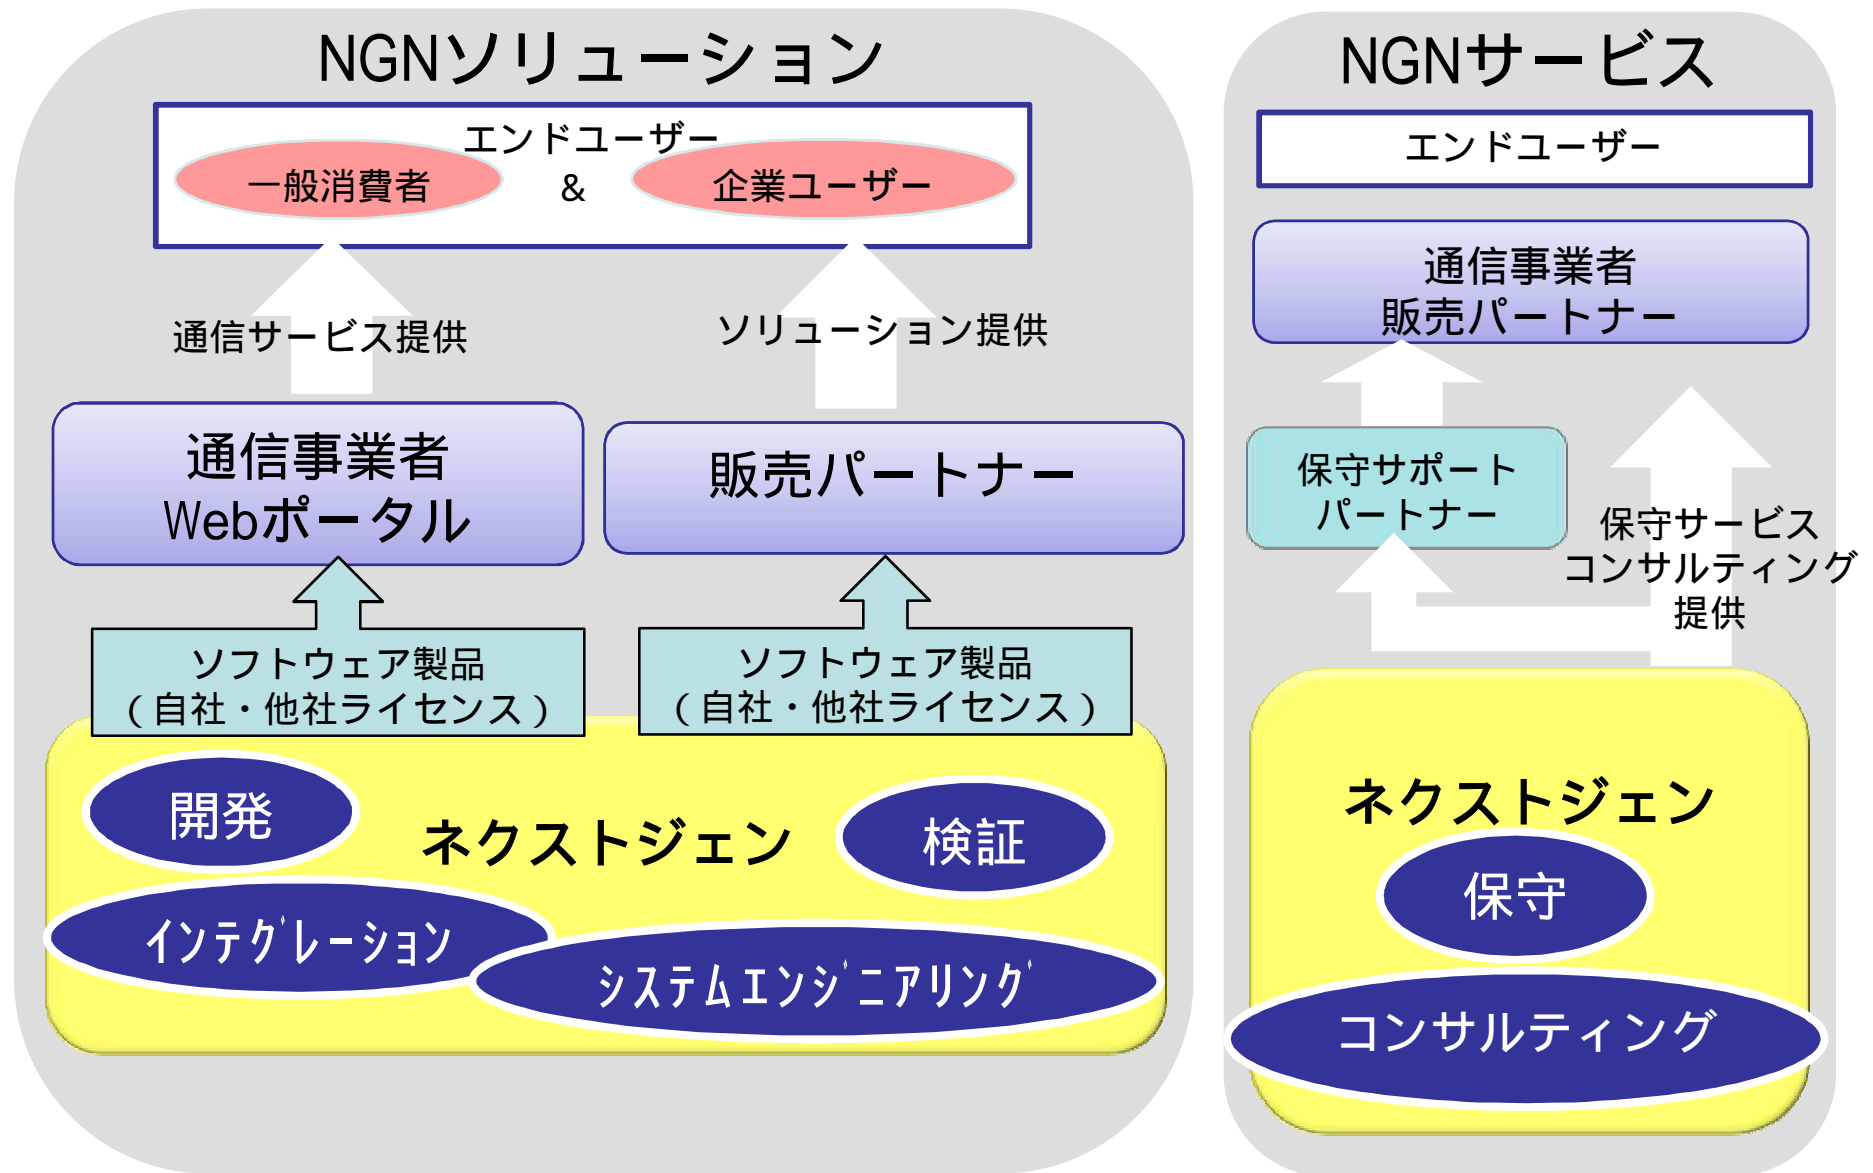 NGNソリューション
エンドユーザー
一般消費者
&
企業ユーザー
通信サービス提供
ソリューション提供
通信事業者
Webポータル
販売パートナー
ソフトウェア製品
(自社・他社ライセンス)
ソフトウェア製品
(自社・他社ライセンス)
開発
ネクストジェン
検証
インテグレーション
システムエンジニアリング
NGNサービス
エンドユーザー
通信事業者
販売パートナー
保守サポート
パートナー
保守サービス
コンサルティング
提供
ネクストジェン
保守
コンサルティング